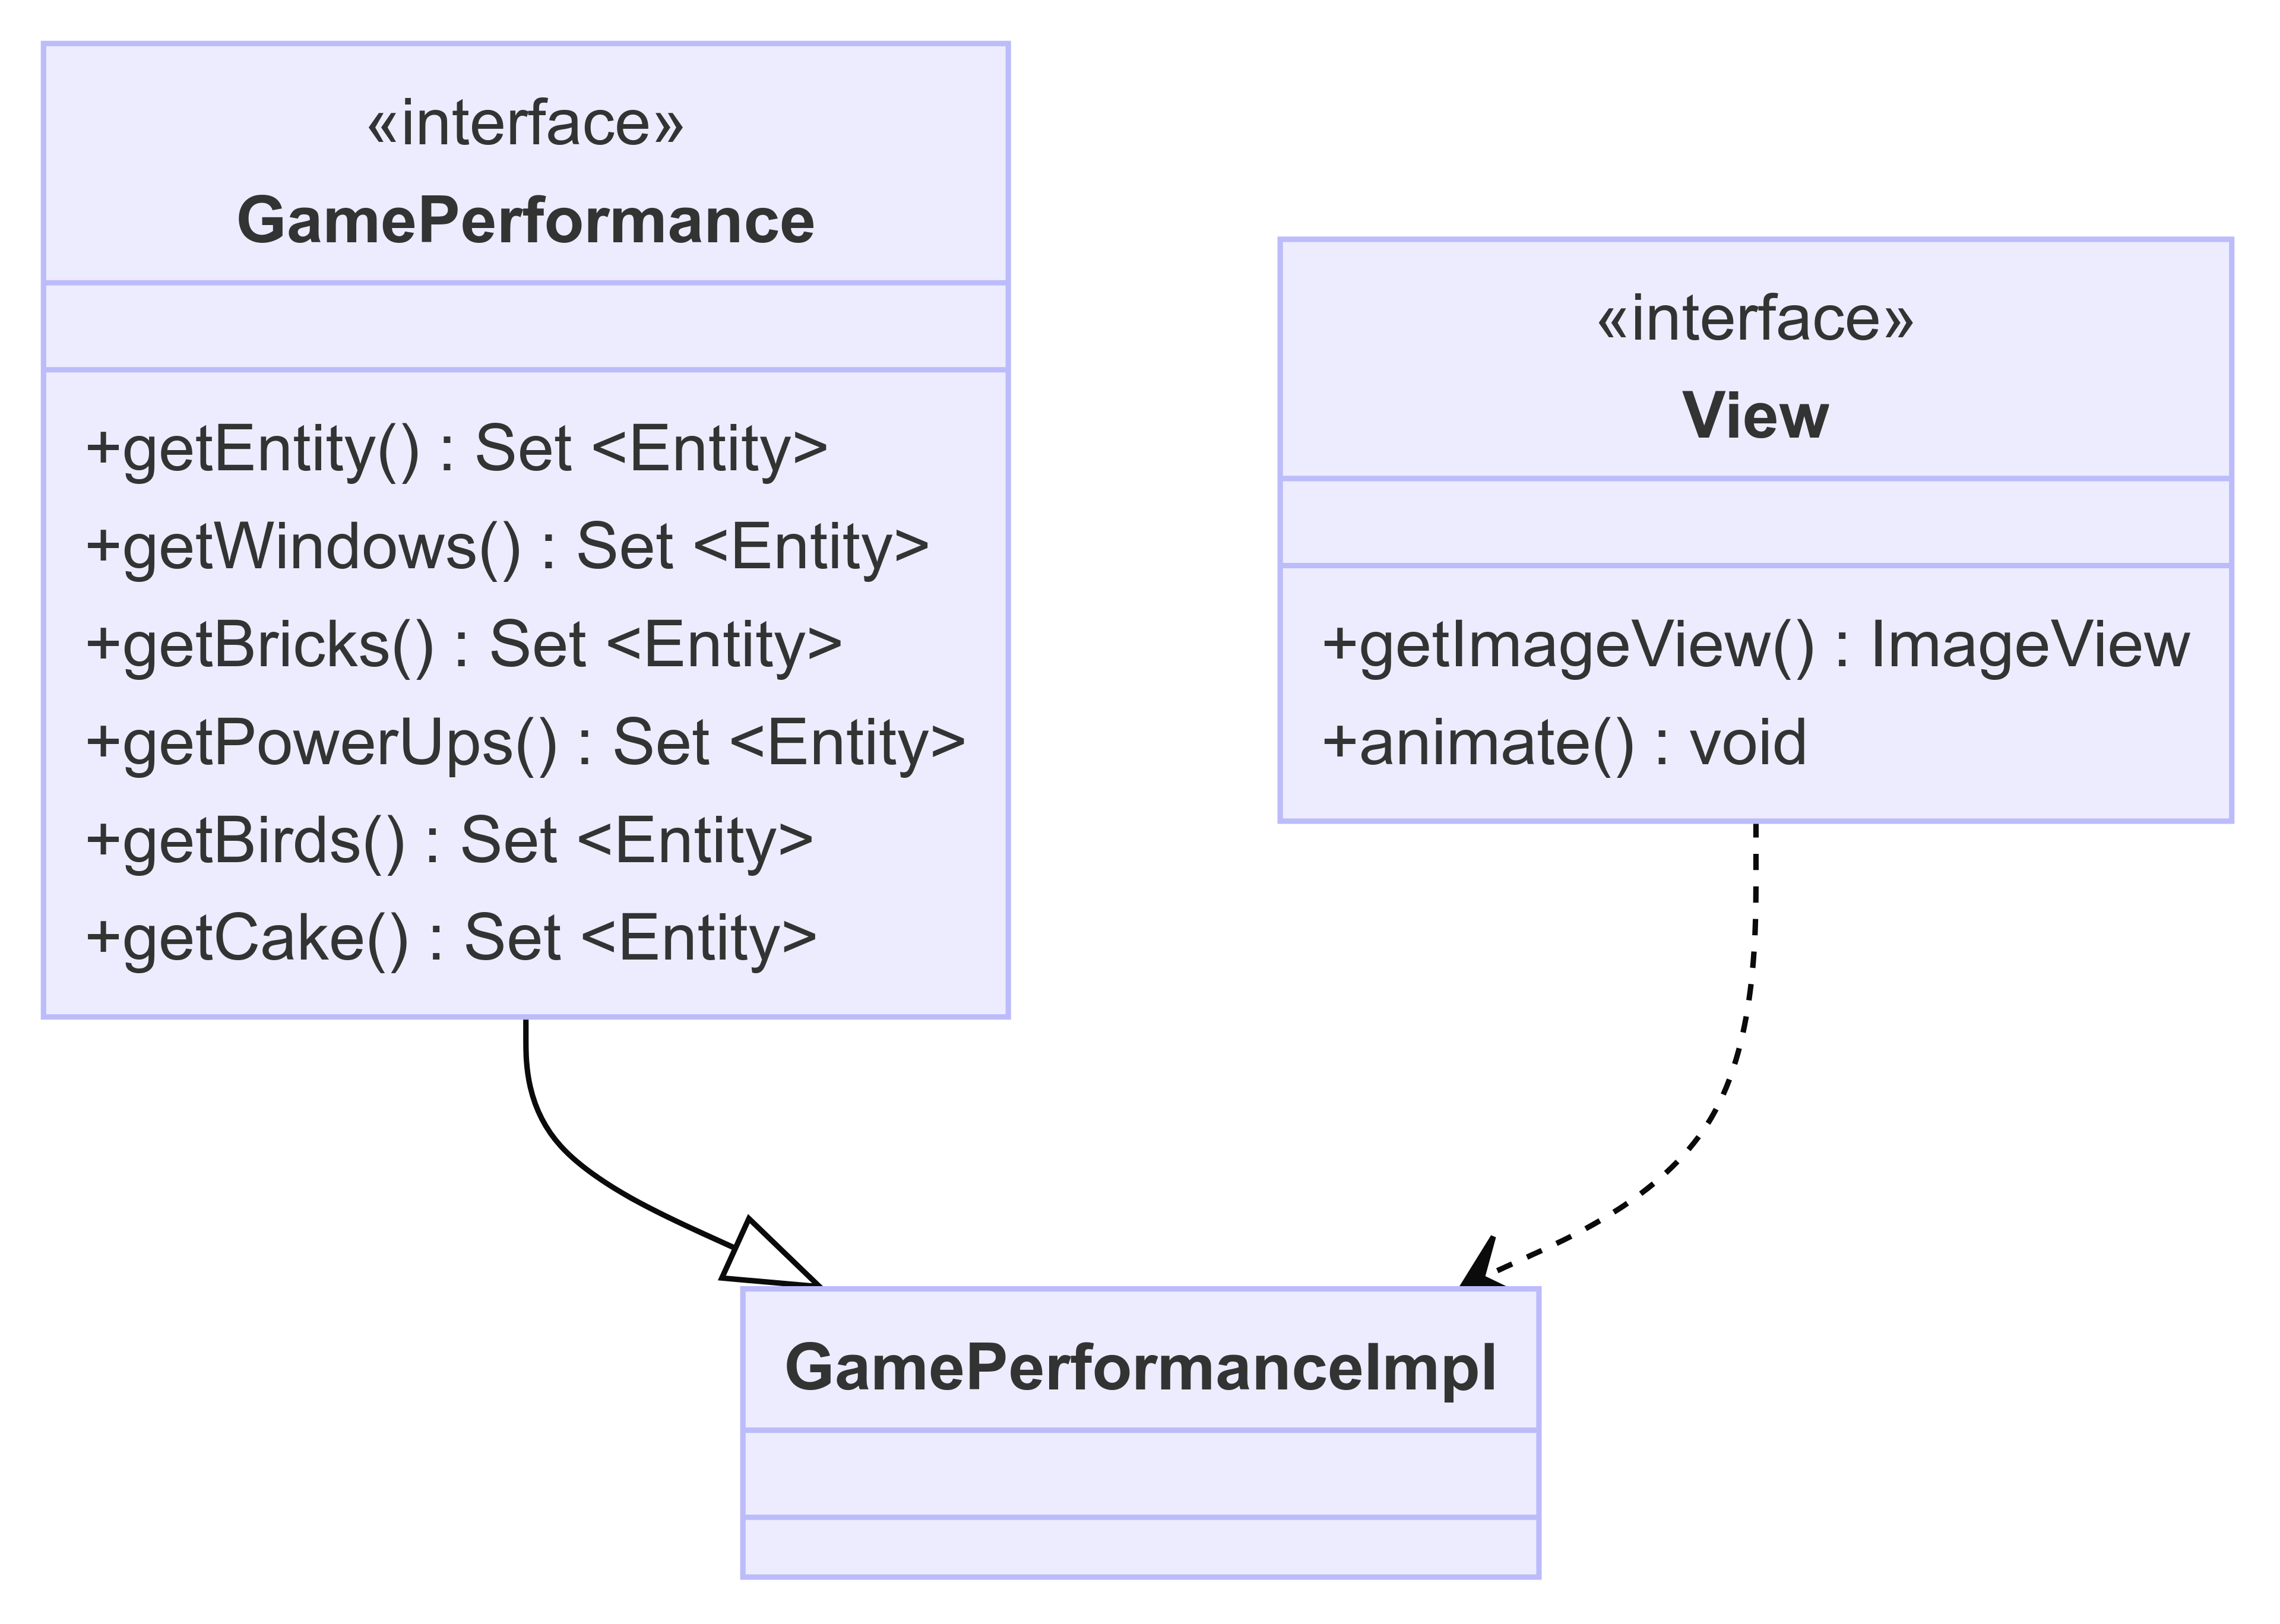 «interface»
GamePerformance
+getEntity() : Set <Entity>
+getWindows() : Set <Entity>
+getBricks() : Set <Entity>
+getPowerUps() : Set <Entity>
+getBirds() : Set <Entity>
+getCake() : Set <Entity>
«interface»
View
+getImageView() : ImageView
+animate() : void
GamePerformanceImpl